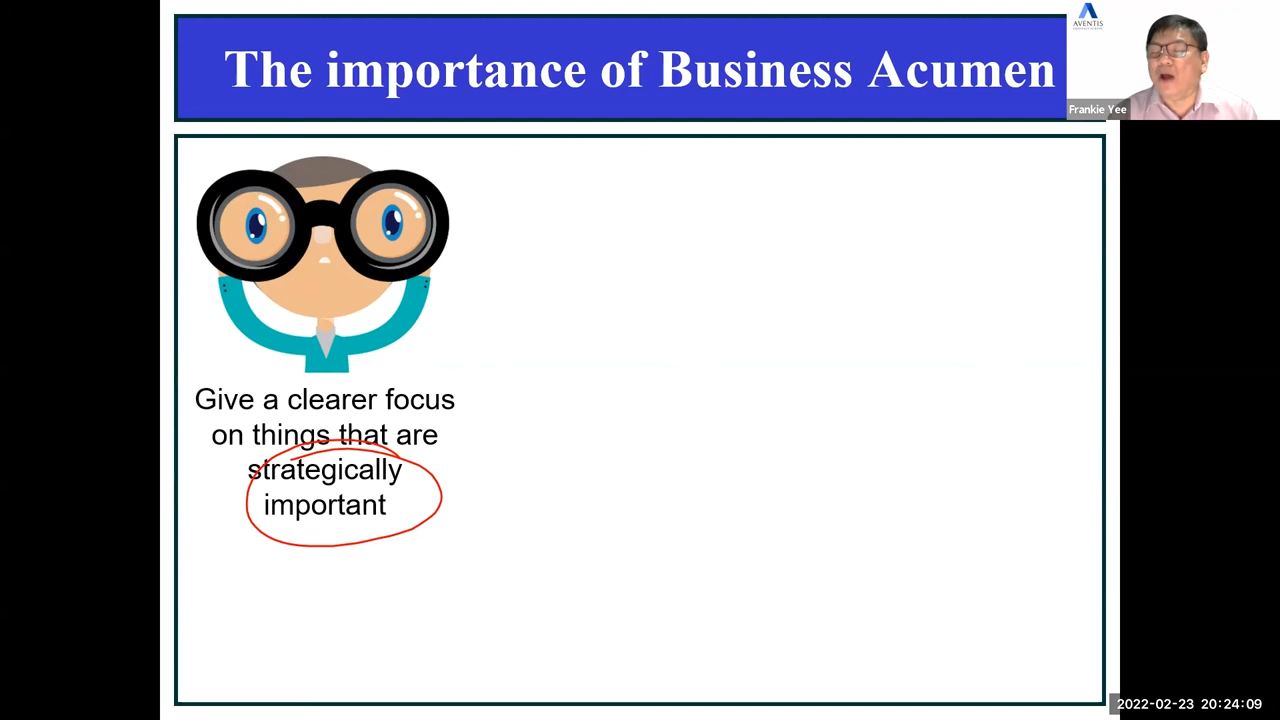 The importance of Business Acumen
AVENTIS
Frankie Yee
Give a clearer focus
on things that are
strategically
important
2022-02-23 20:24:09